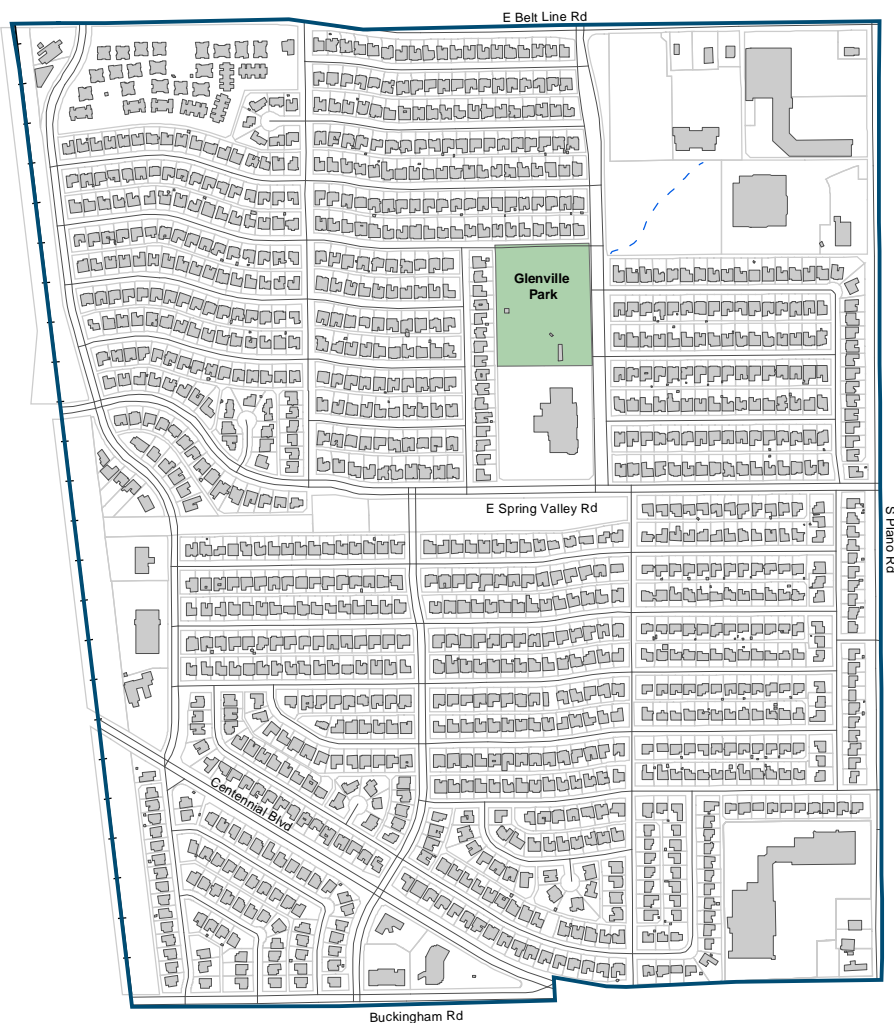 E Belt Line Rd
Glenville
Park
E Spring Valley Rd
S Plano Rd
Centennial Blvd
Buckingham Rd